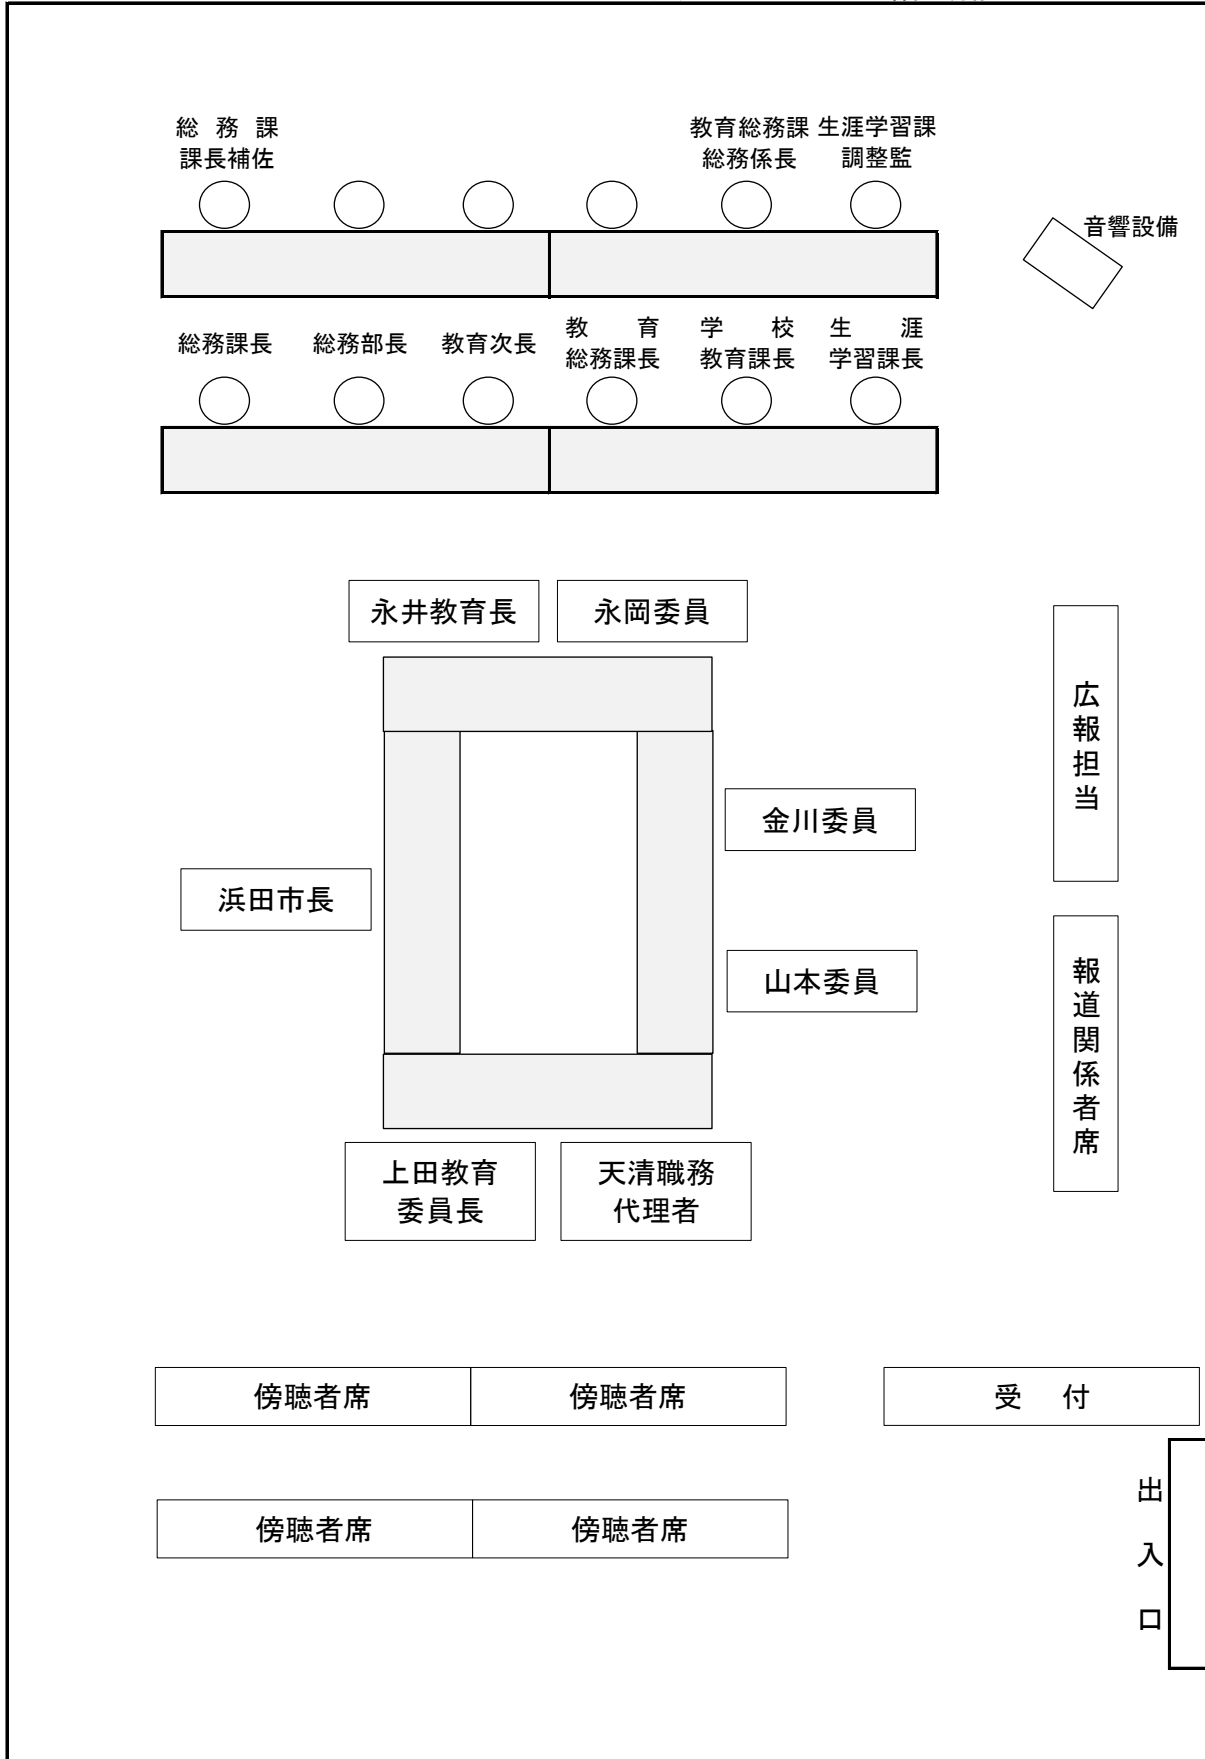 総務課 教育総務課 生涯学習課
課長補佐 総務係長 調整監
音響設備
教育 学校 生涯
総務課長 総務部長 教育次長 総務課長 教育課長 学習課長
永井教育長 永岡委員
広報担当
金川委員
浜田市長
山本委員
報道関係者席
上田教育
委員長
天清職務
代理者
傍聴者席 傍聴者席 受付
傍聴者席 傍聴者席
出入口